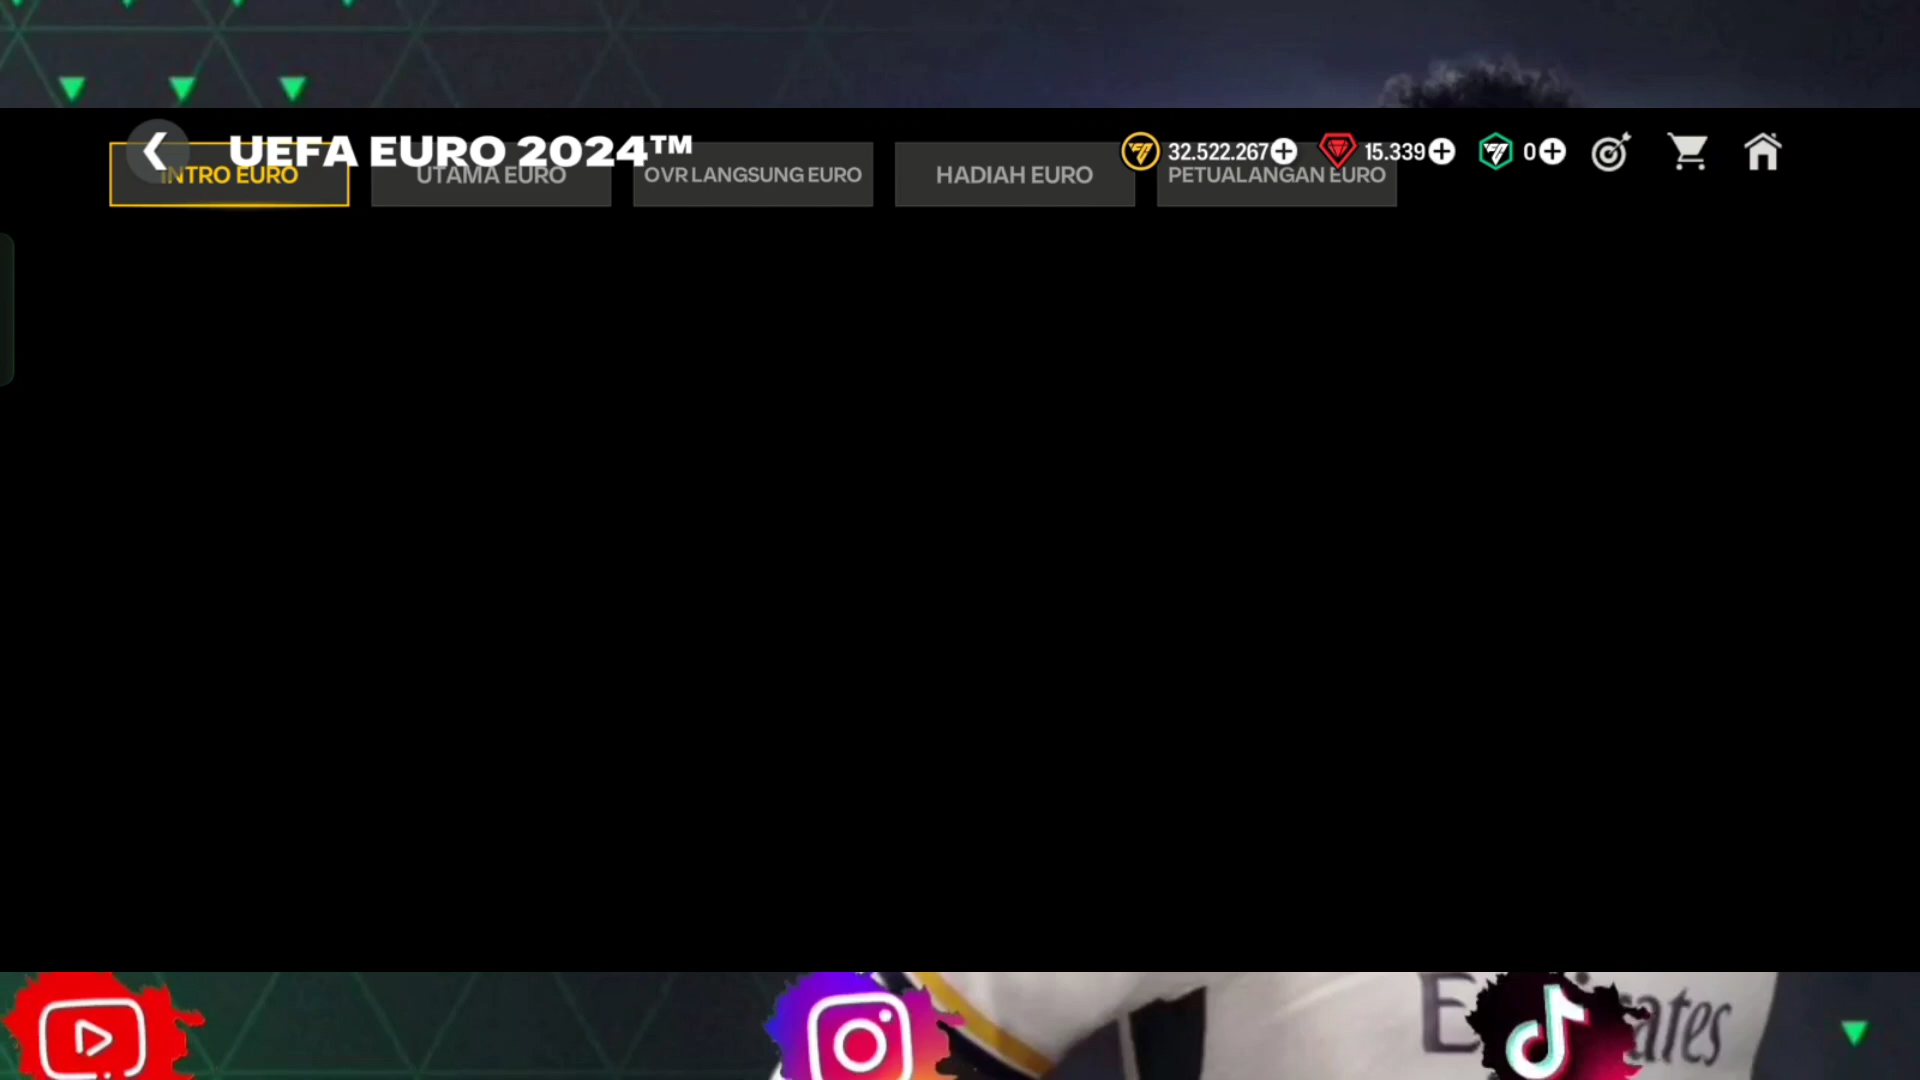 UEFA EURO 2024™
32.522.267
15.339
0
INTRO EURO
UTAMA EURO
OVR LANGSUNG EURO
HADIAH EURO
PETUALANGAN EURO